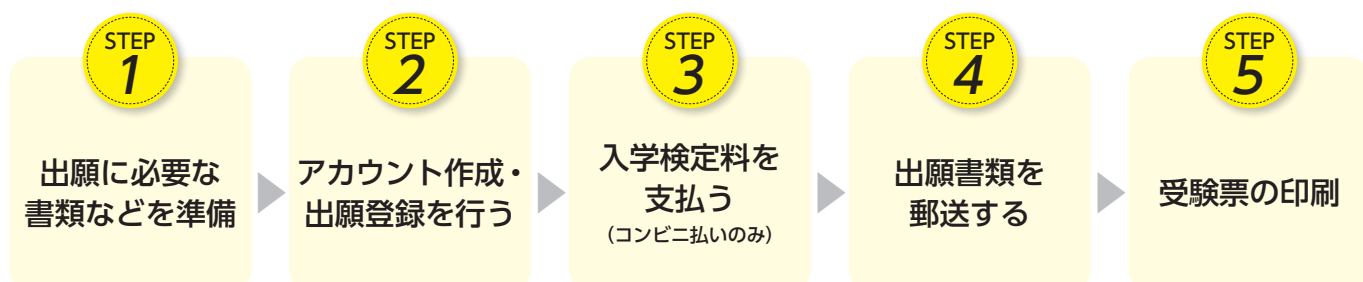 STEP
1
出願に必要な
書類などを準備
STEP
2
アカウント作成・
出願登録を行う
STEP
3
入学検定料を
支払う
（コンビニ払いのみ）
STEP
4
出願書類を
郵送する
STEP
5
受験票の印刷